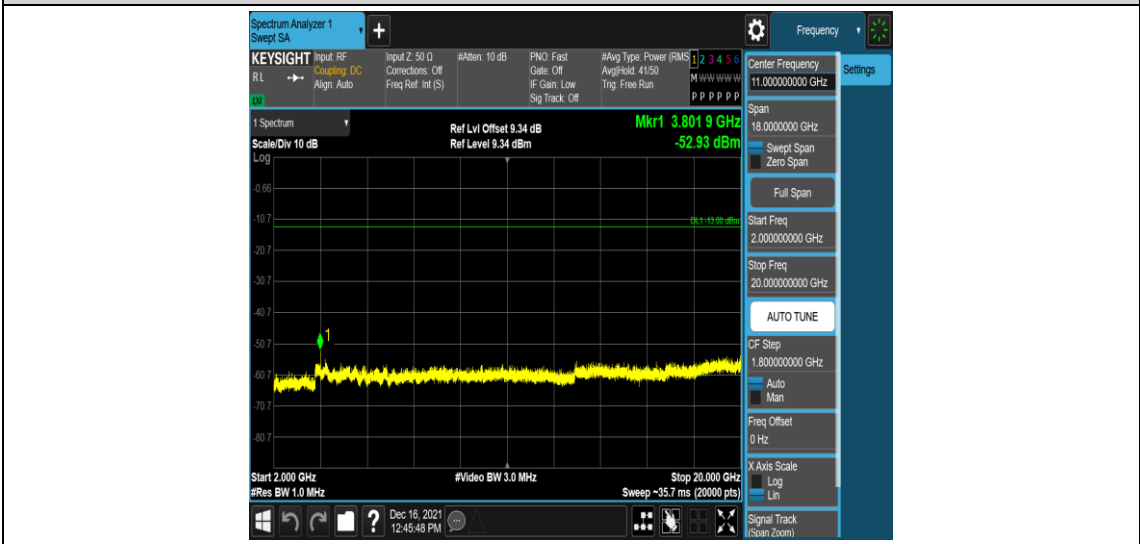 Spectrum Analyzer 1
Swept SA
+
Frequency
KEYSIGHT
RL
LXI
Input: RF
Coupling: DC
Align: Auto
Input Z: 50 Ω
Corrections: Off
Freq Ref: Int (S)
#Atten: 10 dB
PNO: Fast
Gate: Off
IF Gain: Low
Sig Track: Off
#Avg Type: Power (RMS
Avg|Hold: 41/50
Trig: Free Run
1 2 3 4 5 6
M W W W W W
P P P P P P
1 Spectrum
Scale/Div 10 dB
Log
Ref Lvl Offset 9.34 dB
Ref Level 9.34 dBm
Mkr1 3.801 9 GHz
-52.93 dBm
-0.66
-10.7
DL1 -13.00 dBm
-20.7
-30.7
-40.7
-50.7
1
-60.7
-70.7
-80.7
Start 2.000 GHz
#Res BW 1.0 MHz
#Video BW 3.0 MHz
Stop 20.000 GHz
Sweep ~35.7 ms (20000 pts)
Center Frequency
11.000000000 GHz
Settings
Span
18.0000000 GHz
Swept Span
Zero Span
Full Span
Start Freq
2.000000000 GHz
Stop Freq
20.000000000 GHz
AUTO TUNE
CF Step
1.800000000 GHz
Auto
Man
Freq Offset
0 Hz
X Axis Scale
Log
Lin
Signal Track
(Span Zoom)
?
Dec 16, 2021
12:45:48 PM